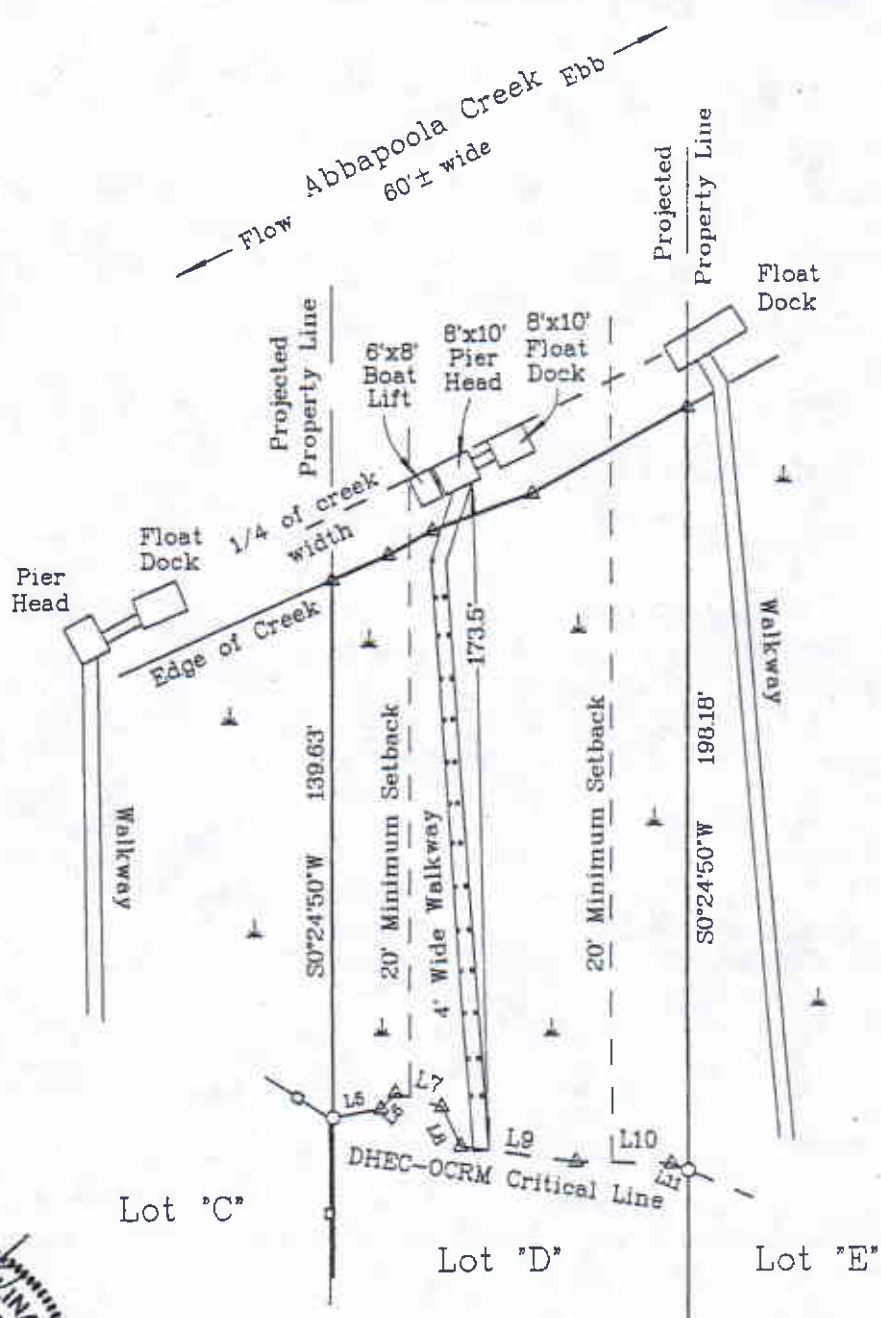 Abbapoola Creek
60'± wide
Flow
Ebb
Projected
Property Line
Projected
Property Line
Float
Dock
6'x8'
Boat
Lift
8'x10'
Pier
Head
8'x10'
Float
Dock
1/4 of creek
width
Float
Dock
Pier
Head
Edge of Creek
173.5'
Walkway
139.63'
S0°24'50"W
20' Minimum Setback
4' Wide Walkway
20' Minimum Setback
198.18'
S0°24'50"W
Walkway
L5
L6
L7
L8
L9
L10
L11
DHEC-OCRM Critical Line
Lot "C"
Lot "D"
Lot "E"